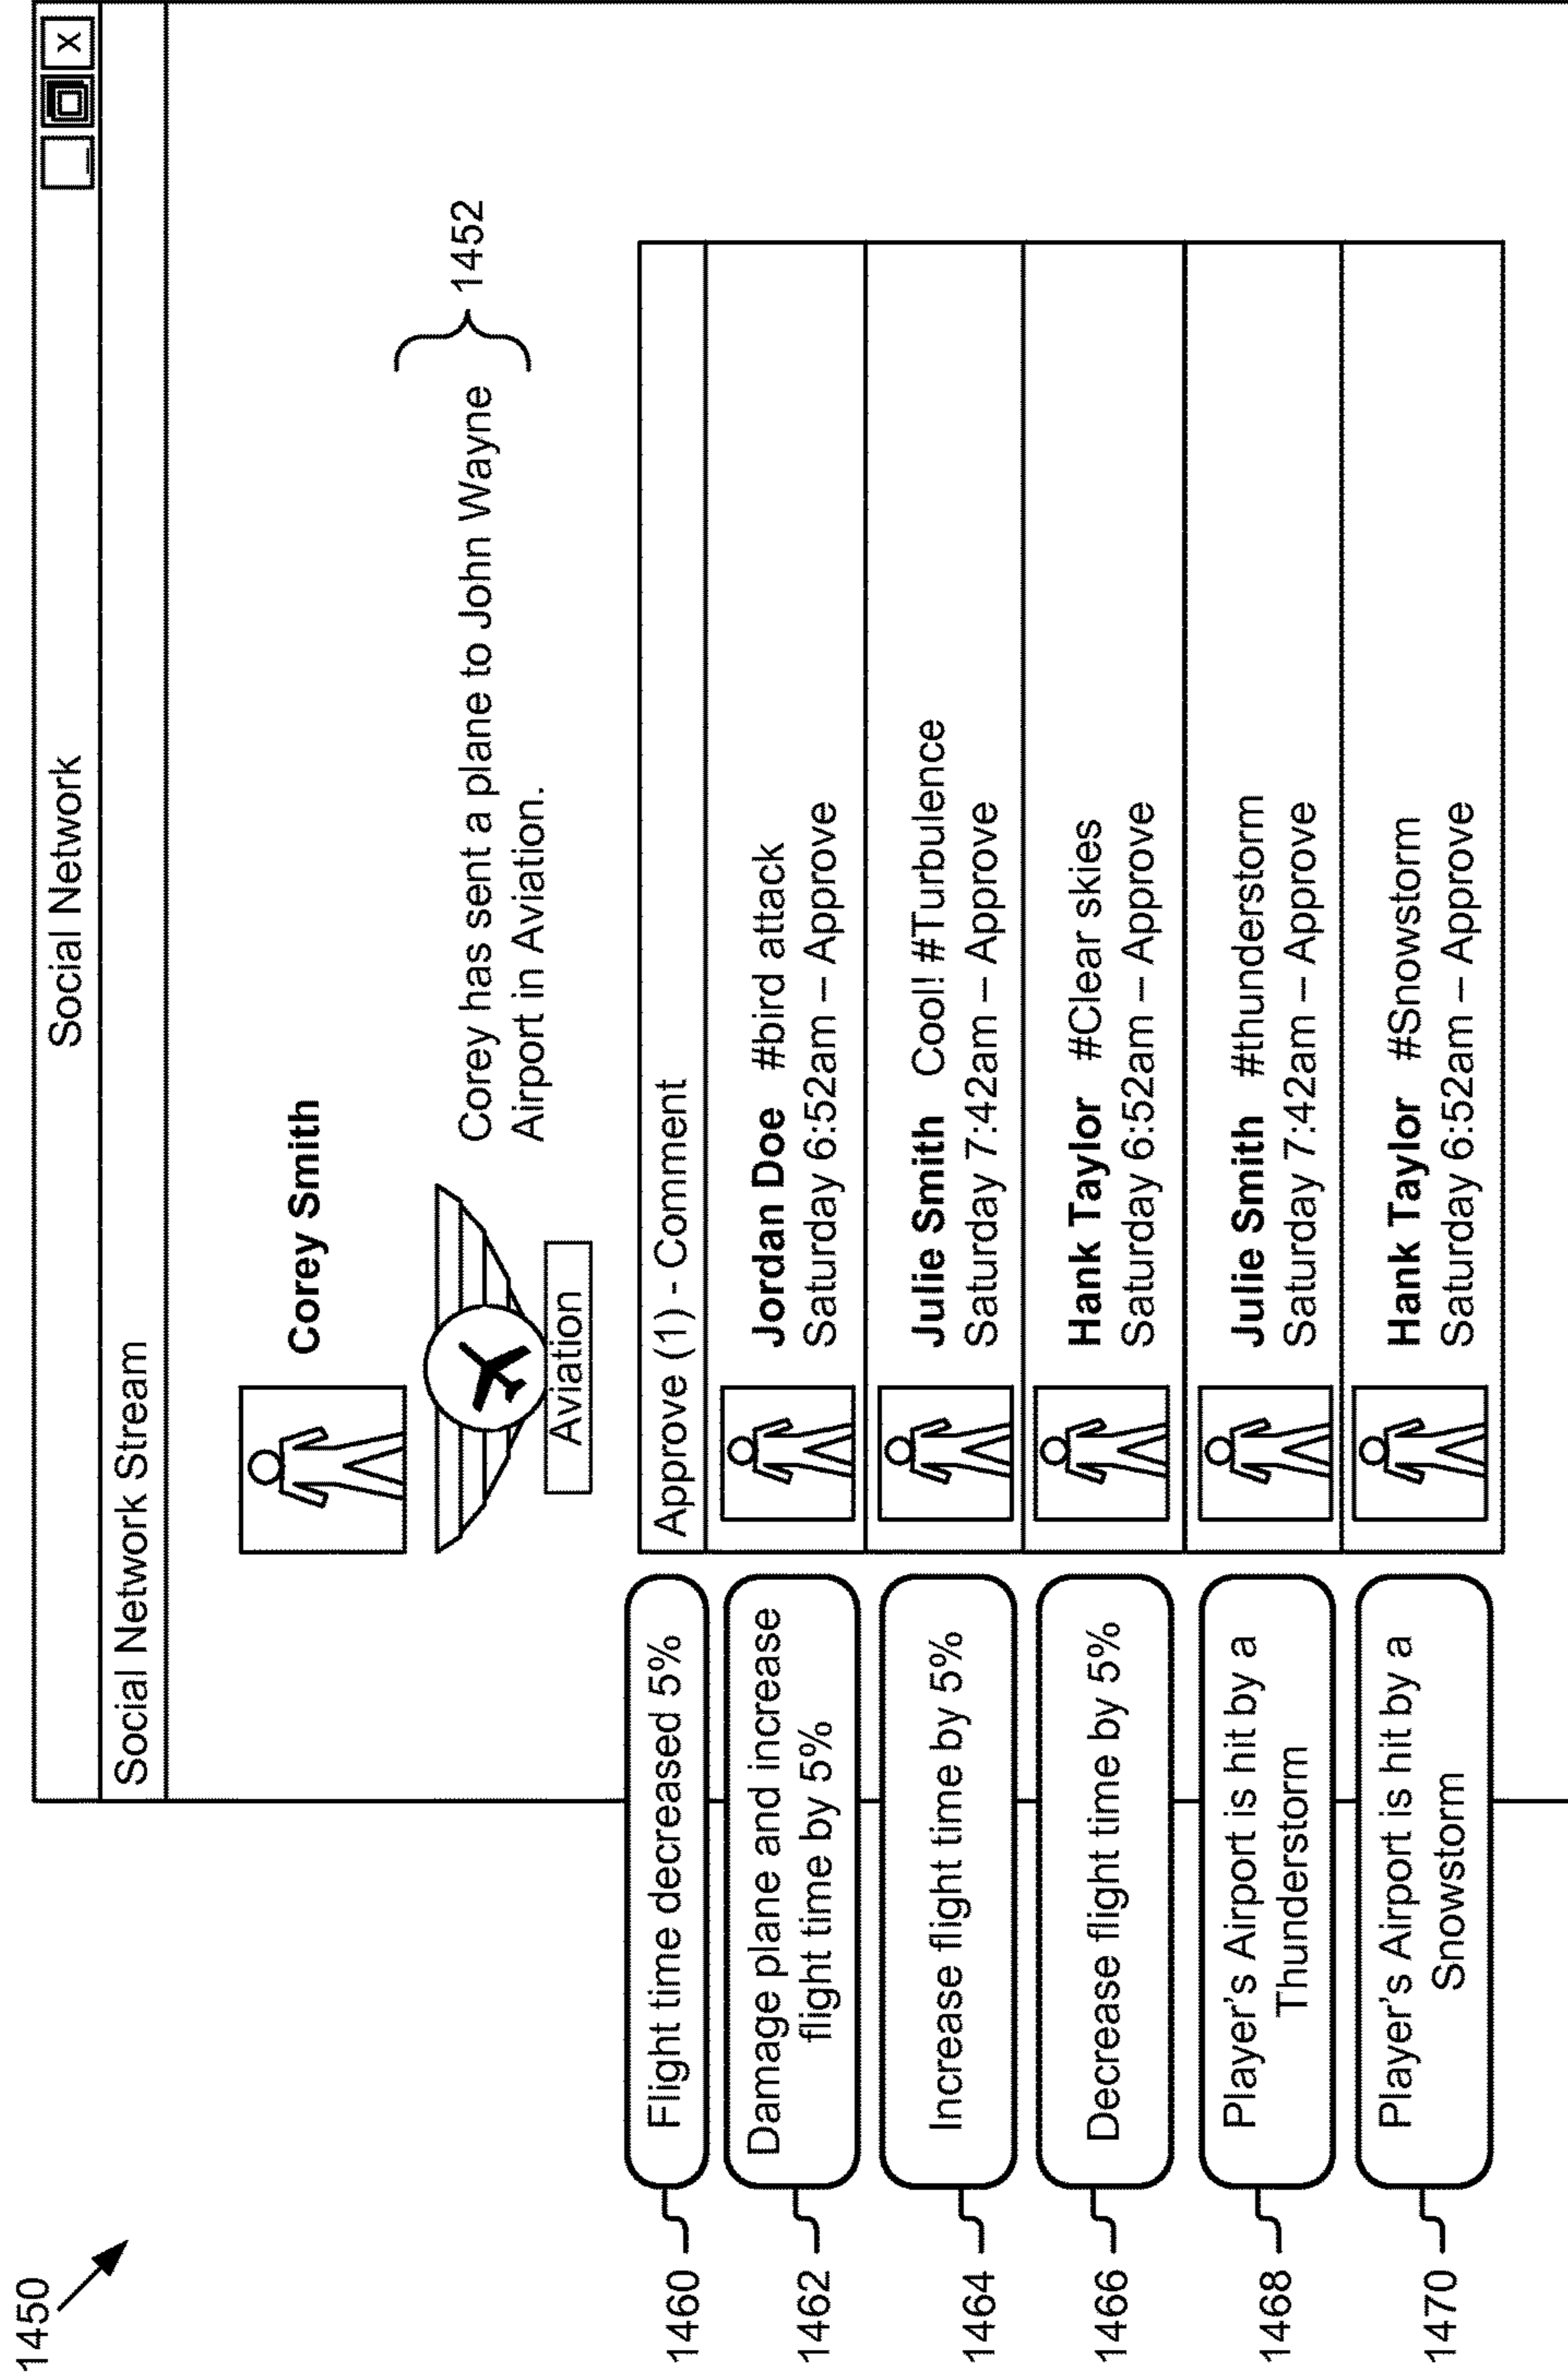 1450
Social Network
_
X
Social Network Stream
Corey Smith
Aviation
Corey has sent a plane to John Wayne
Airport in Aviation.
1452
1460
Flight time decreased 5%
Approve (1) - Comment
1462
Damage plane and increase
flight time by 5%
Jordan Doe #bird attack
Saturday 6:52am – Approve
1464
Increase flight time by 5%
Julie Smith Cool! #Turbulence
Saturday 7:42am – Approve
1466
Decrease flight time by 5%
Hank Taylor #Clear skies
Saturday 6:52am – Approve
1468
Player's Airport is hit by a
Thunderstorm
Julie Smith #thunderstorm
Saturday 7:42am – Approve
1470
Player's Airport is hit by a
Snowstorm
Hank Taylor #Snowstorm
Saturday 6:52am – Approve